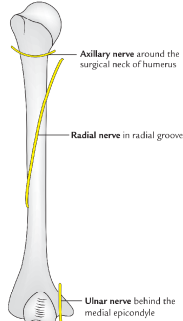 Axillary nerve around the
surgical neck of humerus
Radial nerve in radial groove
Ulnar nerve behind the
medial epicondyle